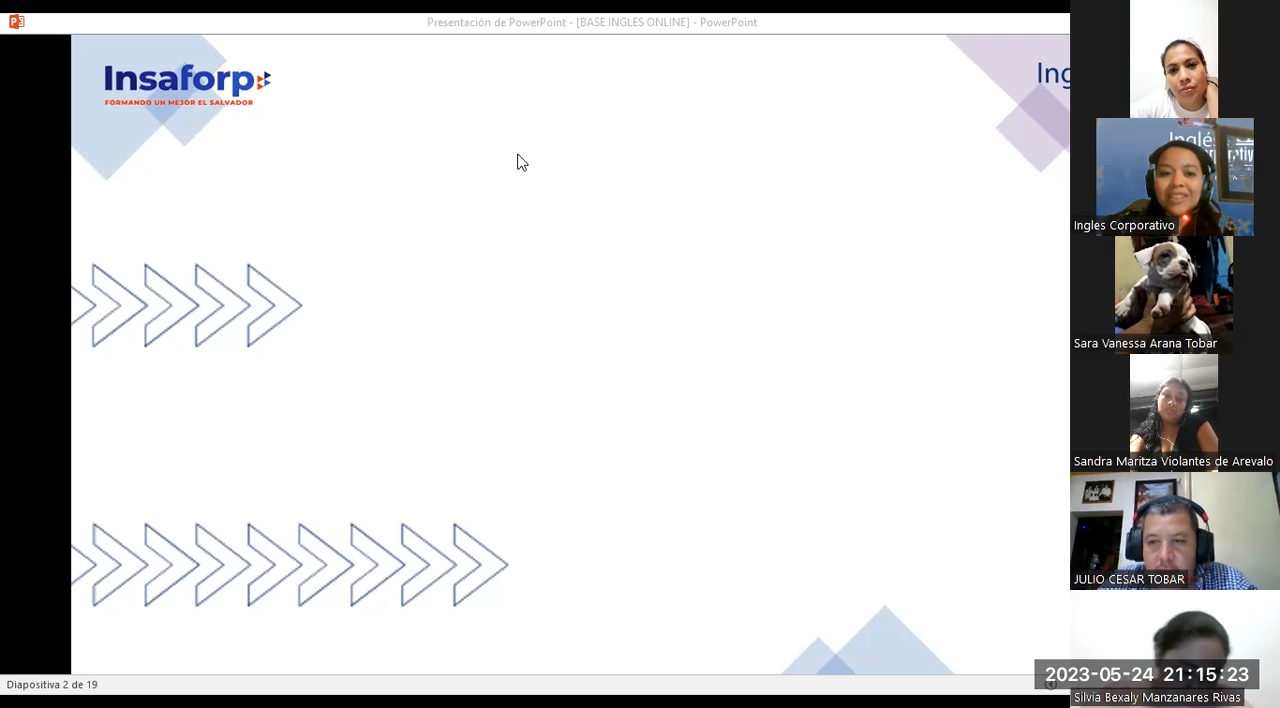 Presentación de PowerPoint - [BASE INGLES ONLINE] - PowerPoint
Insaforp
FORMANDO UN MEJOR EL SALVADOR
Ing
Inglés
Ingles Corporativo
Sara Vanessa Arana Tobar
Sandra Maritza Violantes de Arevalo
JULIO CESAR TOBAR
2023-05-24 21:15:23
Silvia Bexaly Manzanares Rivas
Diapositiva 2 de 19